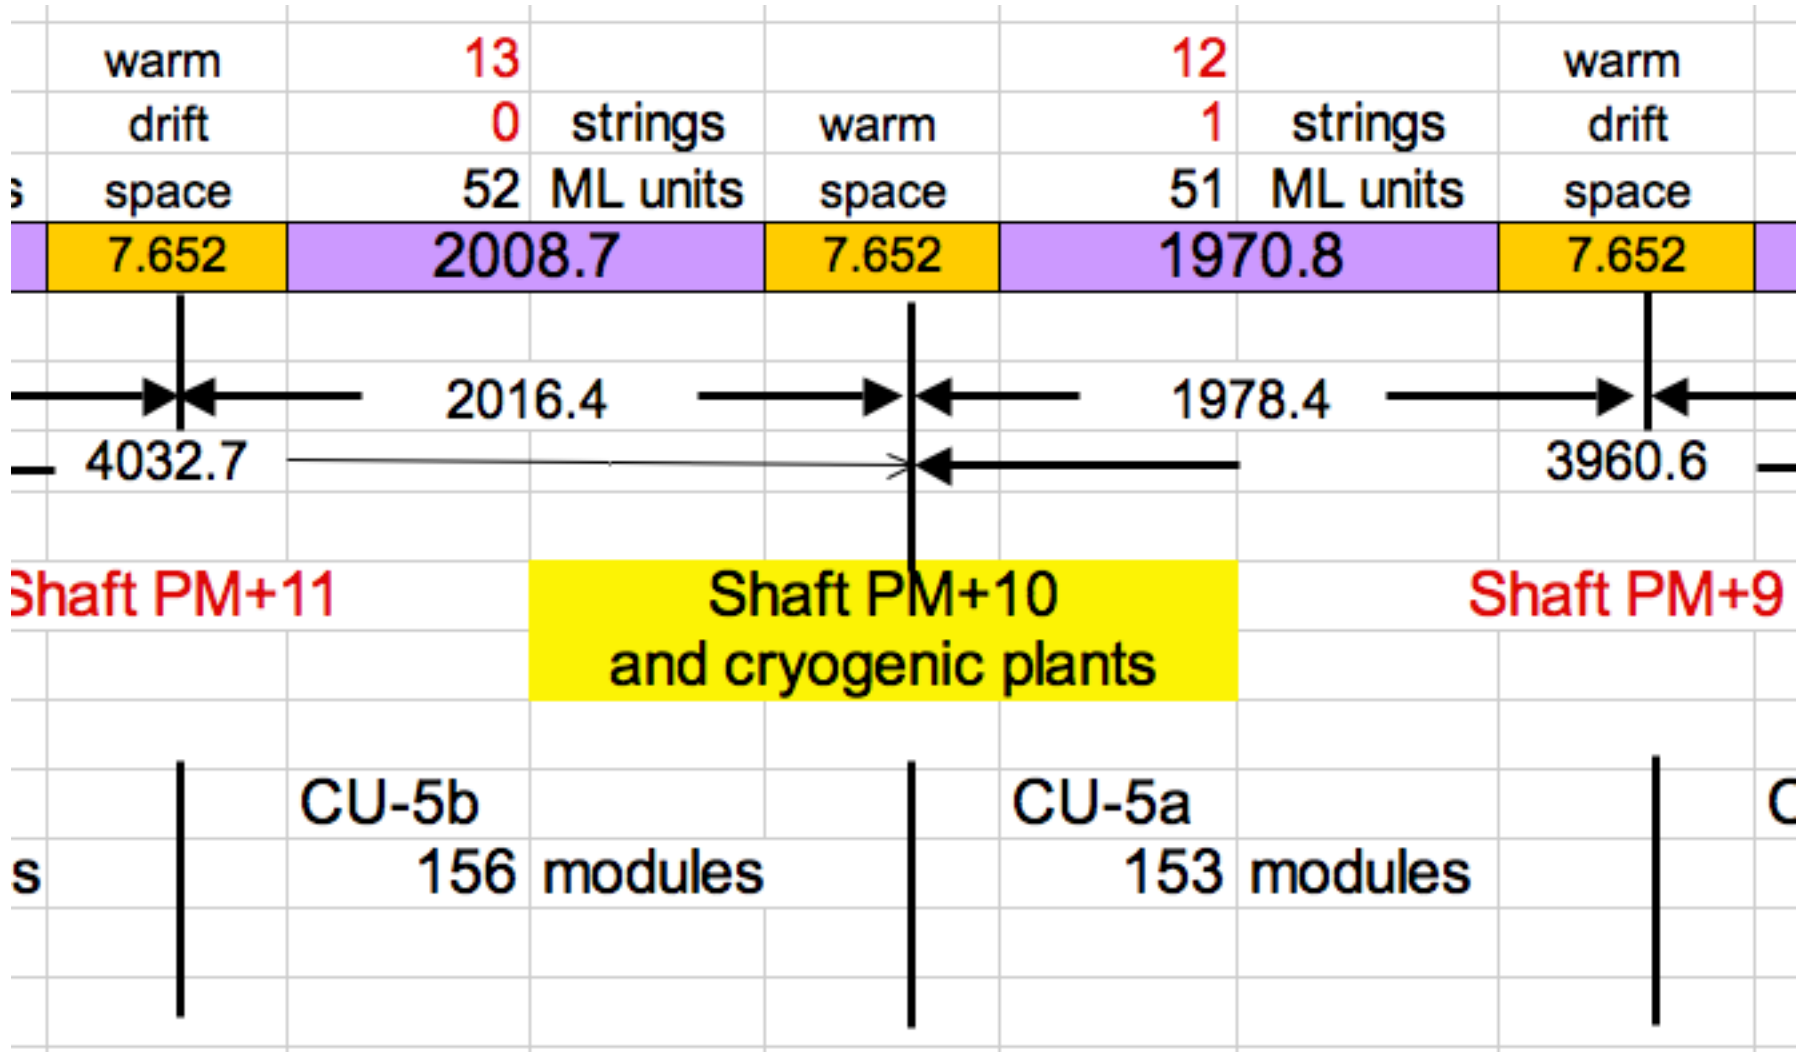 warm 13 12 warm
drift 0 strings warm 1 strings drift
s space 52 ML units space 51 ML units space
7.652 2008.7 7.652 1970.8 7.652
2016.4 1978.4
4032.7 3960.6
Shaft PM+11 Shaft PM+10 Shaft PM+9
and cryogenic plants
CU-5b CU-5a C
s 156 modules 153 modules